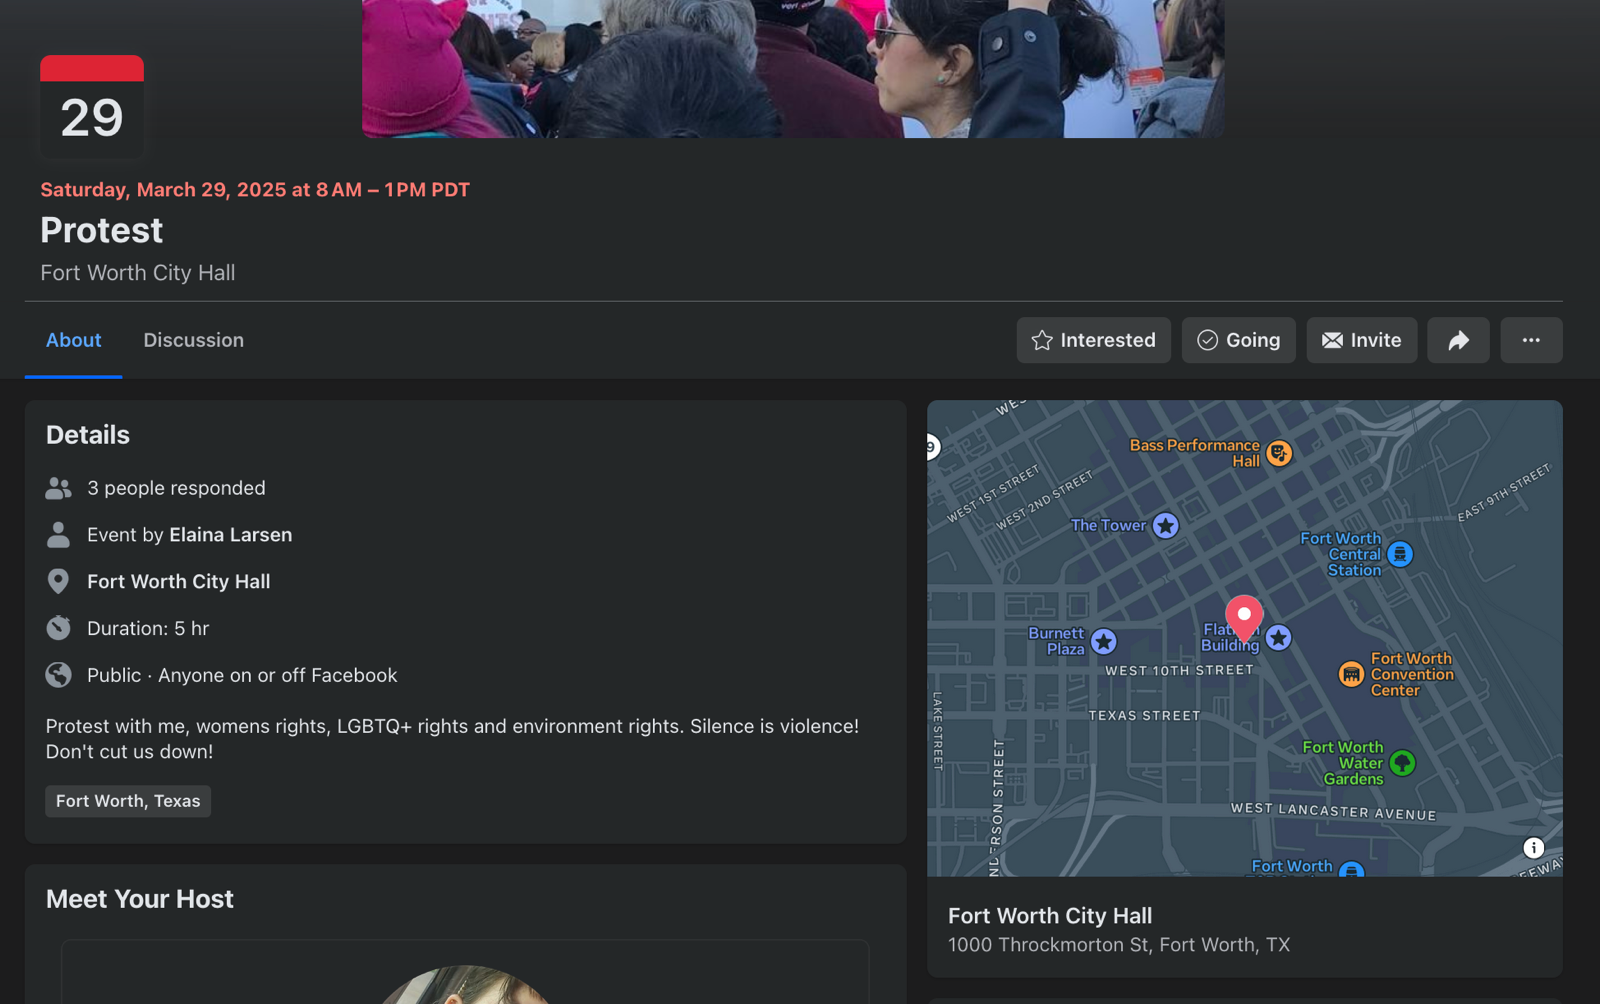 29
Saturday, March 29, 2025 at 8 AM – 1 PM PDT
Protest
Fort Worth City Hall
About
Discussion
Interested
Going
Invite
Details
3 people responded
Event by Elaina Larsen
Fort Worth City Hall
Duration: 5 hr
Public · Anyone on or off Facebook
Protest with me, womens rights, LGBTQ+ rights and environment rights. Silence is violence!
Don't cut us down!
Fort Worth, Texas
Meet Your Host
9
Bass Performance
Hall
WEST 1ST STREET
WEST 2ND STREET
EAST 9TH STREET
The Tower
Fort Worth
Central
Station
Burnett
Plaza
Building
WEST 10TH STREET
Fort Worth
Convention
Center
TEXAS STREET
LAKE STREET
Fort Worth
Water
Gardens
WEST LANCASTER AVENUE
Fort Worth
Fort Worth City Hall
1000 Throckmorton St, Fort Worth, TX